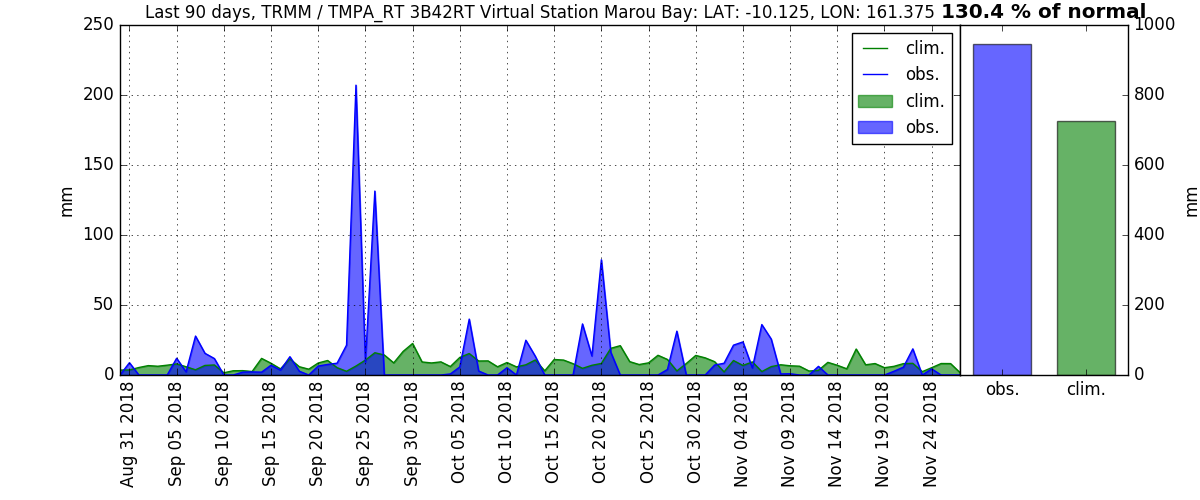 Last 90 days, TRMM / TMPA_RT 3B42RT Virtual Station Marou Bay: LAT: -10.125, LON: 161.375 130.4 % of normal
250
200
150
100
50
0
mm
clim.
obs.
clim.
obs.
1000
800
600
400
200
0
mm
obs.
clim.
Aug 31 2018
Sep 05 2018
Sep 10 2018
Sep 15 2018
Sep 20 2018
Sep 25 2018
Sep 30 2018
Oct 05 2018
Oct 10 2018
Oct 15 2018
Oct 20 2018
Oct 25 2018
Oct 30 2018
Nov 04 2018
Nov 09 2018
Nov 14 2018
Nov 19 2018
Nov 24 2018